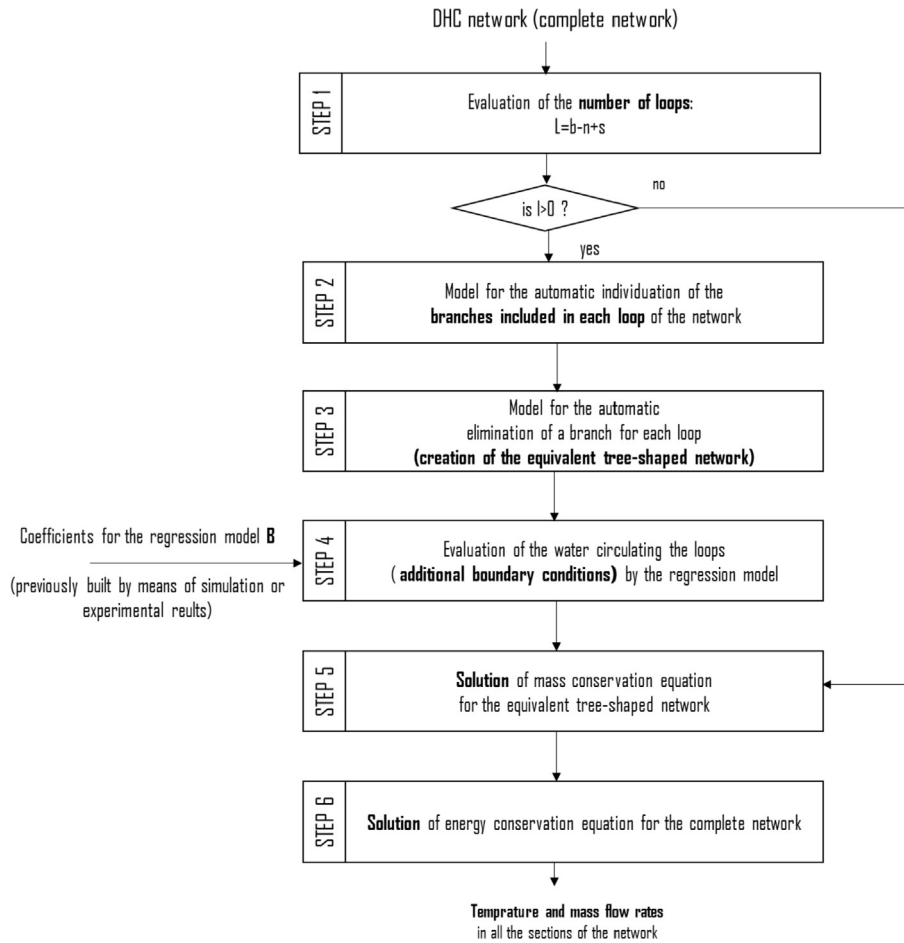 DHC network (complete network)
STEP 1
Evaluation of the number of loops:
L=b-n+s
no
is l>0 ?
yes
STEP 2
Model for the automatic individuation of the
branches included in each loop of the network
STEP 3
Model for the automatic
elimination of a branch for each loop
(creation of the equivalent tree-shaped network)
Coefficients for the regression model B
(previously built by means of simulation or
experimental reults)
STEP 4
Evaluation of the water circulating the loops
( additional boundary conditions) by the regression model
STEP 5
Solution of mass conservation equation
for the equivalent tree-shaped network
STEP 6
Solution of energy conservation equation for the complete network
Temprature and mass flow rates
in all the sections of the network